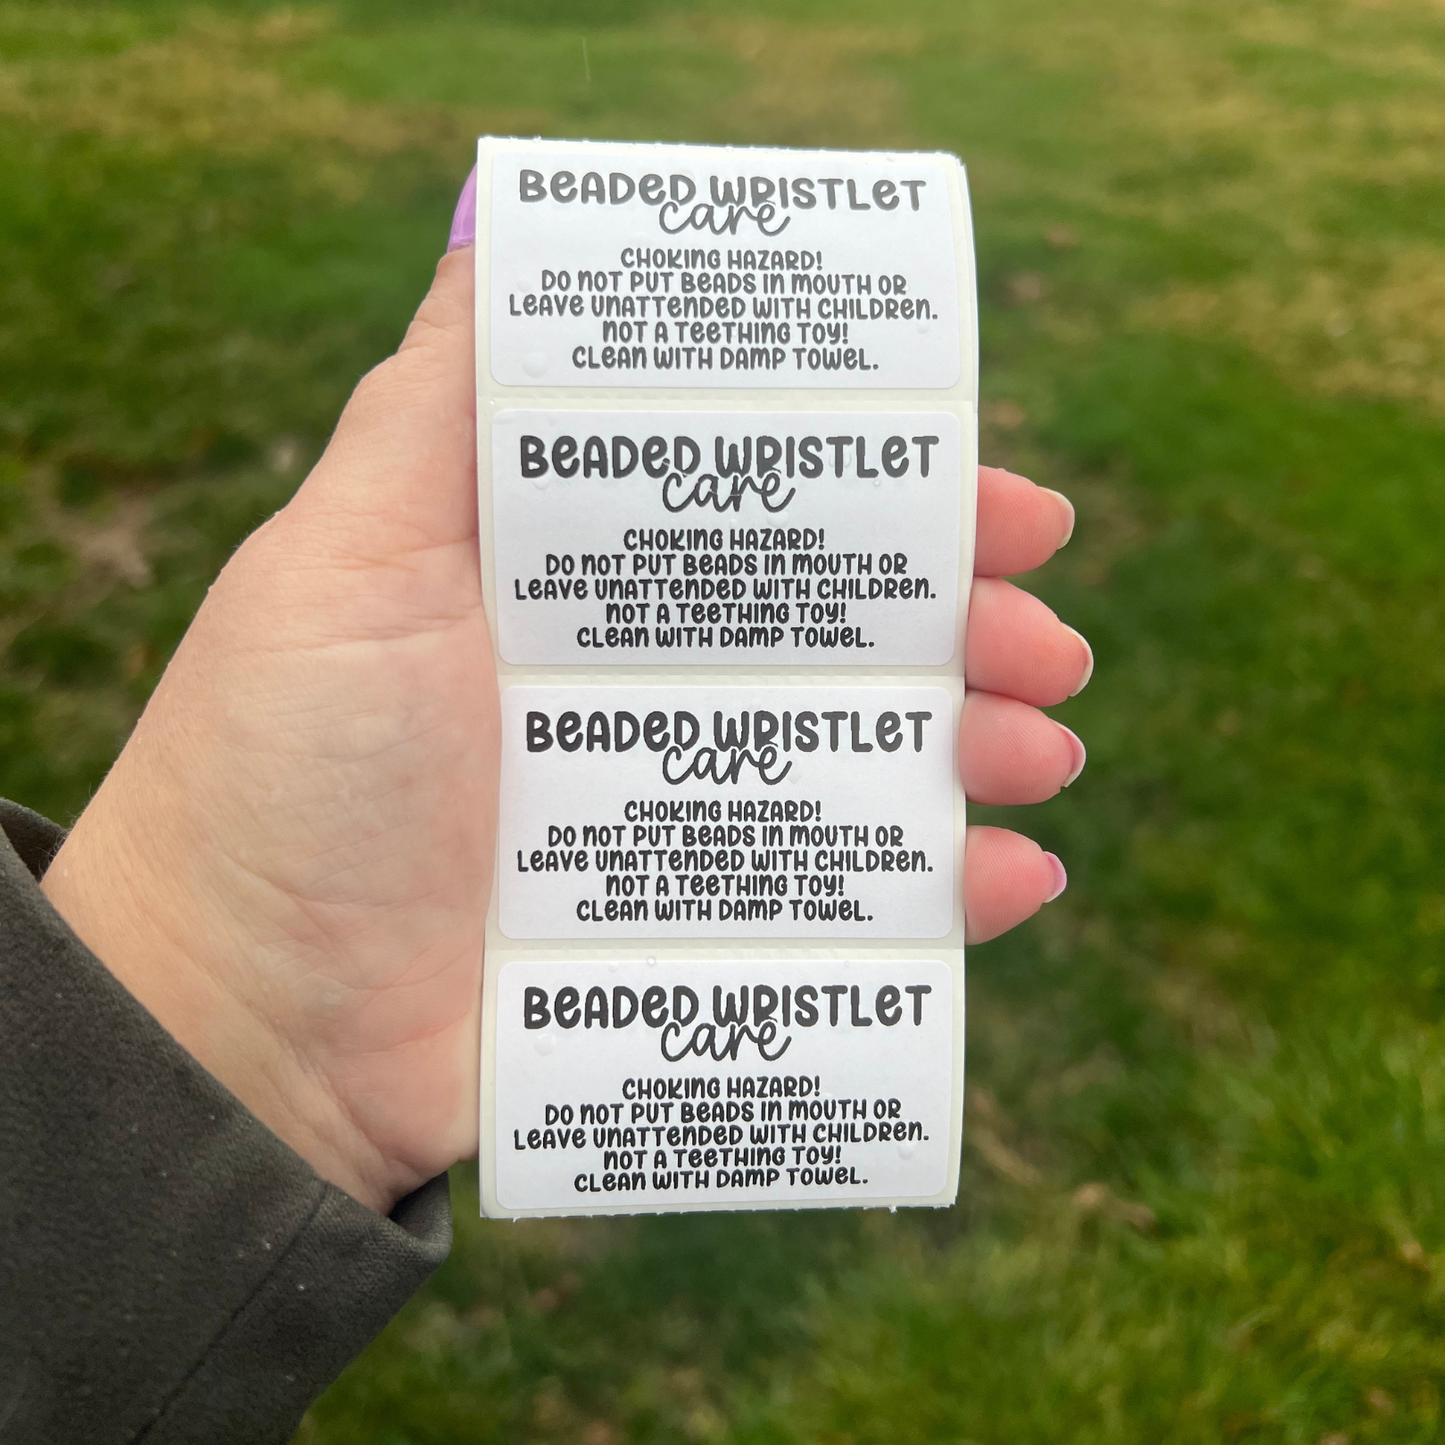 BEADED WRISTLET
care
CHOKING HAZARD!
DO NOT PUT BEADS IN MOUTH OR
LEAVE UNATTENDED WITH CHILDREN.
NOT A TEETHING TOY!
CLEAN WITH DAMP TOWEL.
BEADED WRISTLET
care
CHOKING HAZARD!
DO NOT PUT BEADS IN MOUTH OR
LEAVE UNATTENDED WITH CHILDREN.
NOT A TEETHING TOY!
CLEAN WITH DAMP TOWEL.
BEADED WRISTLET
care
CHOKING HAZARD!
DO NOT PUT BEADS IN MOUTH OR
LEAVE UNATTENDED WITH CHILDREN.
NOT A TEETHING TOY!
CLEAN WITH DAMP TOWEL.
BEADED WRISTLET
care
CHOKING HAZARD!
DO NOT PUT BEADS IN MOUTH OR
LEAVE UNATTENDED WITH CHILDREN.
NOT A TEETHING TOY!
CLEAN WITH DAMP TOWEL.